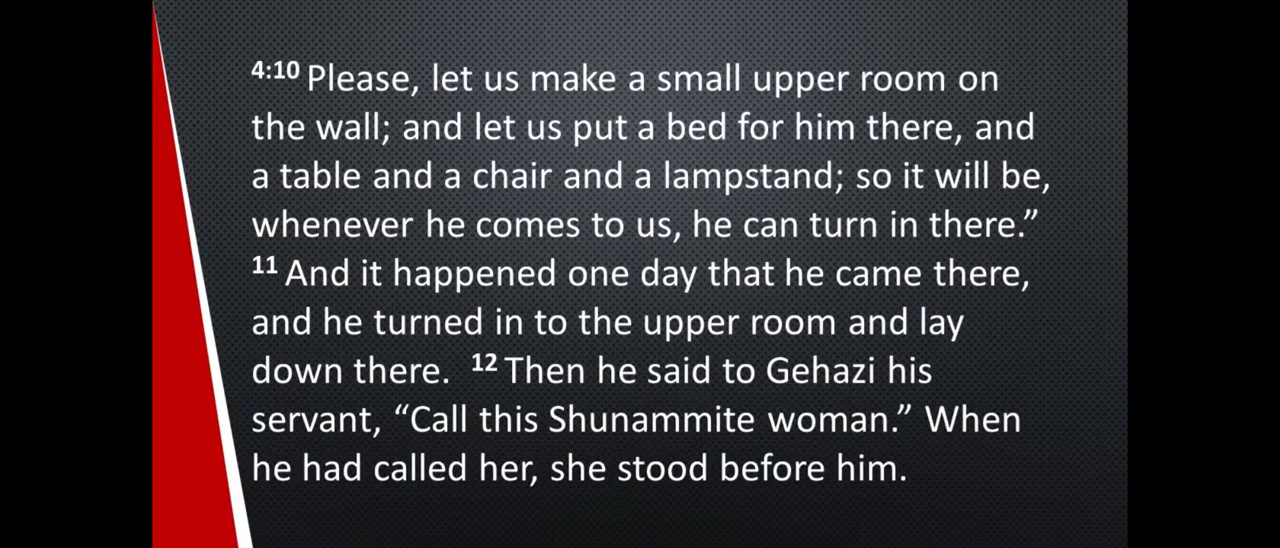 4:10 Please, let us make a small upper room on
the wall; and let us put a bed for him there, and
a table and a chair and a lampstand; so it will be,
whenever he comes to us, he can turn in there.”
11 And it happened one day that he came there,
and he turned in to the upper room and lay
down there. 12 Then he said to Gehazi his
servant, “Call this Shunammite woman.” When
he had called her, she stood before him.